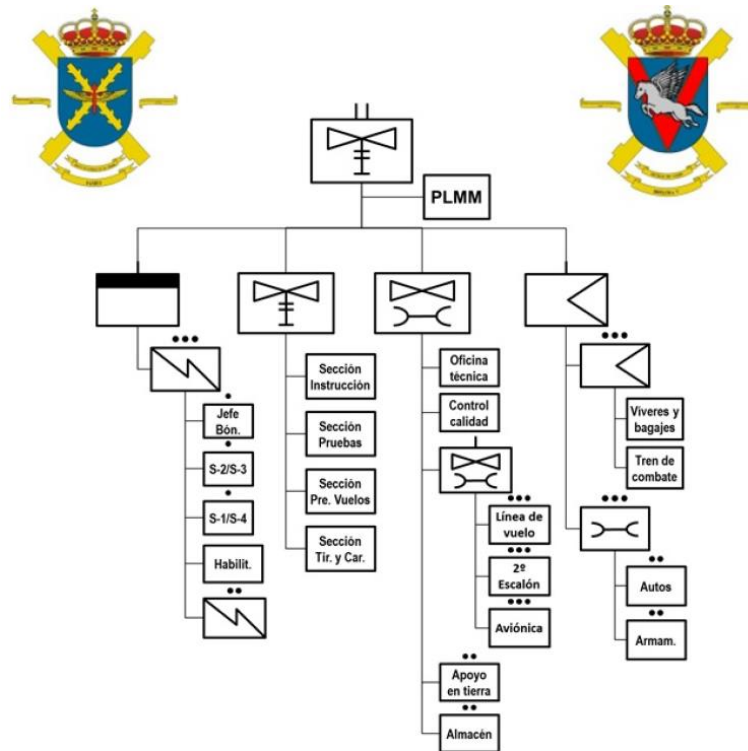 PLMM
Jefe
Bón.
S-2/S-3
S-1/S-4
Habilit.
Sección
Instrucción
Sección
Pruebas
Sección
Pre. Vuelos
Sección
Tir. y Car.
Oficina
técnica
Control
calidad
Línea de
vuelo
2º
Escalón
Aviónica
Apoyo
en tierra
Almacén
Viveres y
bagajes
Tren de
combate
Autos
Armam.